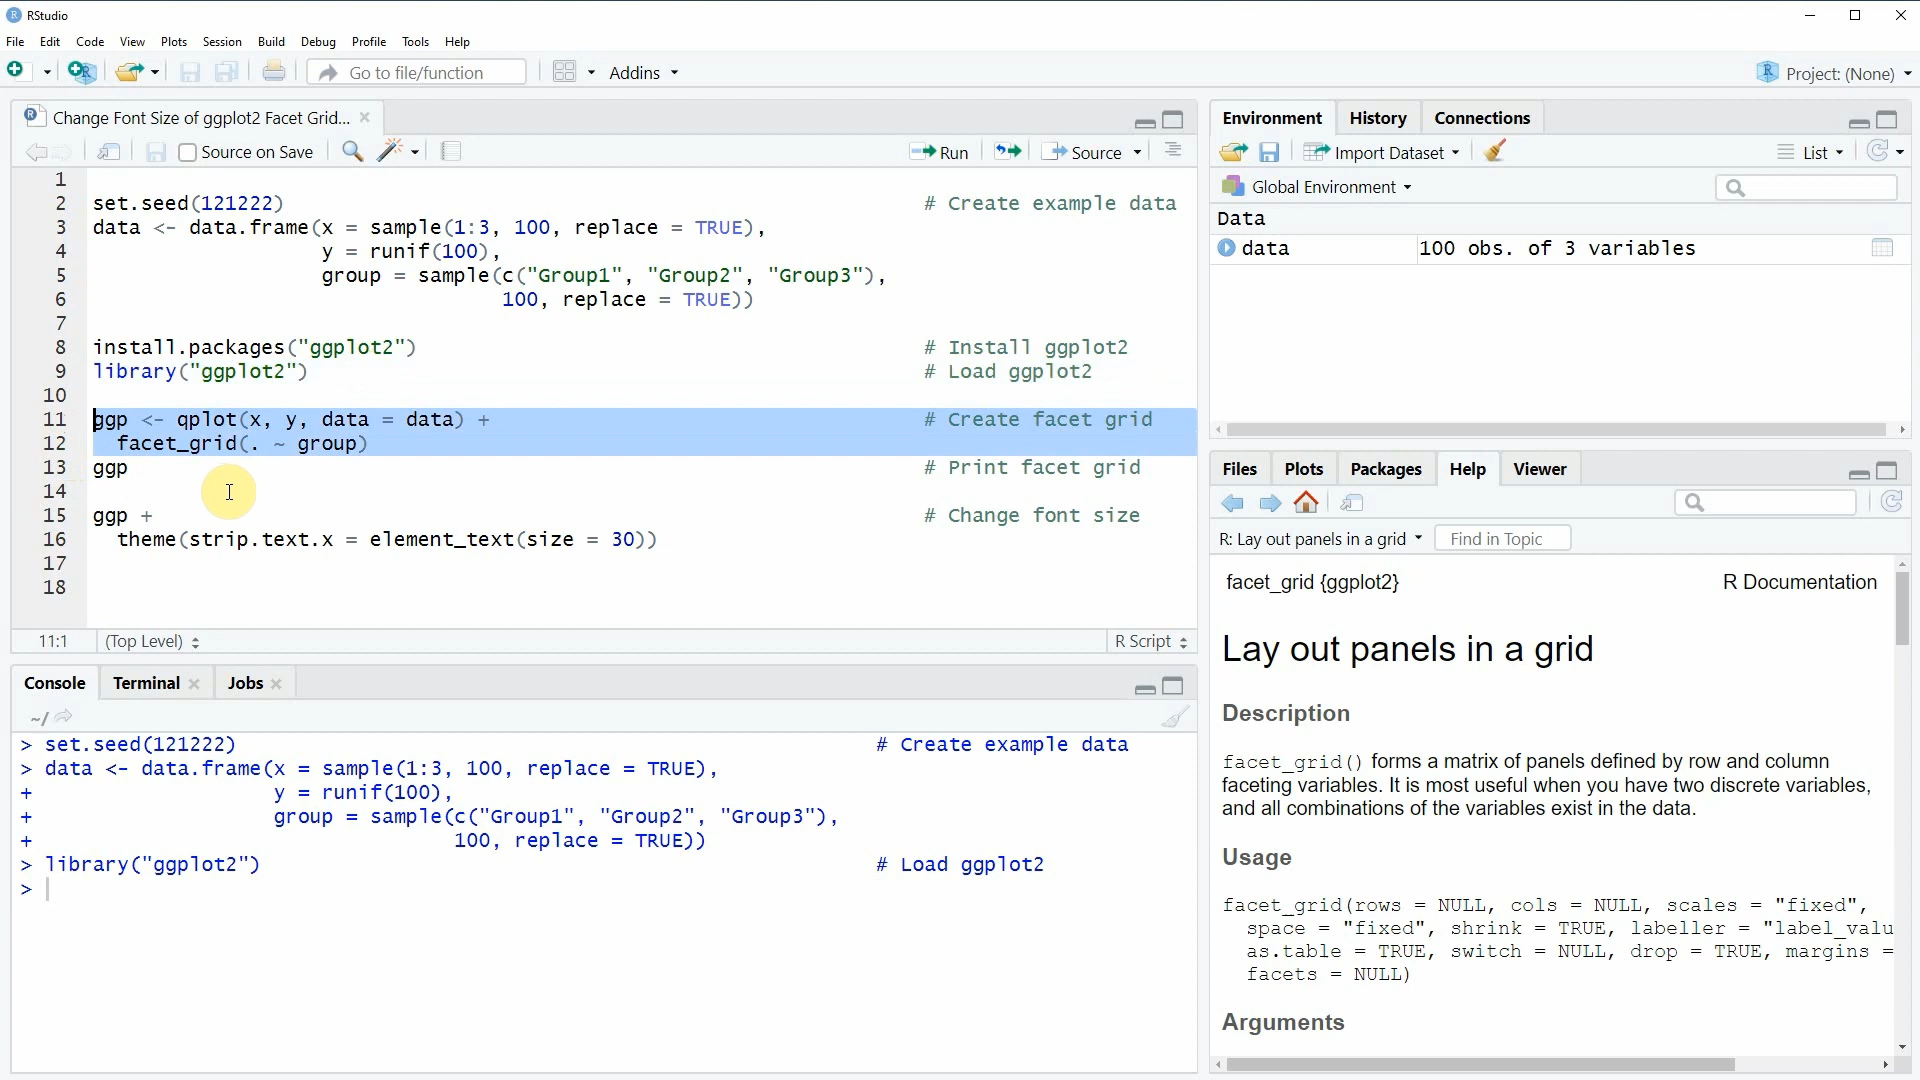 RStudio
File Edit Code View Plots Session Build Debug Profile Tools Help
Go to file/function Addins Project: (None)
Change Font Size of ggplot2 Facet Grid...
Source on Save Run Source
1
2 set.seed(121222) # Create example data
3 data <- data.frame(x = sample(1:3, 100, replace = TRUE),
4 y = runif(100),
5 group = sample(c("Group1", "Group2", "Group3"),
6 100, replace = TRUE))
7
8 install.packages("ggplot2") # Install ggplot2
9 library("ggplot2") # Load ggplot2
10
11 ggp <- qplot(x, y, data = data) + # Create facet grid
12 facet_grid(. ~ group)
13 ggp # Print facet grid
14
15 ggp + # Change font size
16 theme(strip.text.x = element_text(size = 30))
17
18
11:1 (Top Level) R Script
Console Terminal Jobs
~/
> set.seed(121222) # Create example data
> data <- data.frame(x = sample(1:3, 100, replace = TRUE),
+ y = runif(100),
+ group = sample(c("Group1", "Group2", "Group3"),
+ 100, replace = TRUE))
> library("ggplot2") # Load ggplot2
>
Environment History Connections
Import Dataset List
Global Environment
Data
data 100 obs. of 3 variables
Files Plots Packages Help Viewer
R: Lay out panels in a grid Find in Topic
facet_grid {ggplot2} R Documentation
Lay out panels in a grid
Description
facet_grid() forms a matrix of panels defined by row and column
faceting variables. It is most useful when you have two discrete variables,
and all combinations of the variables exist in the data.
Usage
facet_grid(rows = NULL, cols = NULL, scales = "fixed",
space = "fixed", shrink = TRUE, labeller = "label_valu
as.table = TRUE, switch = NULL, drop = TRUE, margins =
facets = NULL)
Arguments